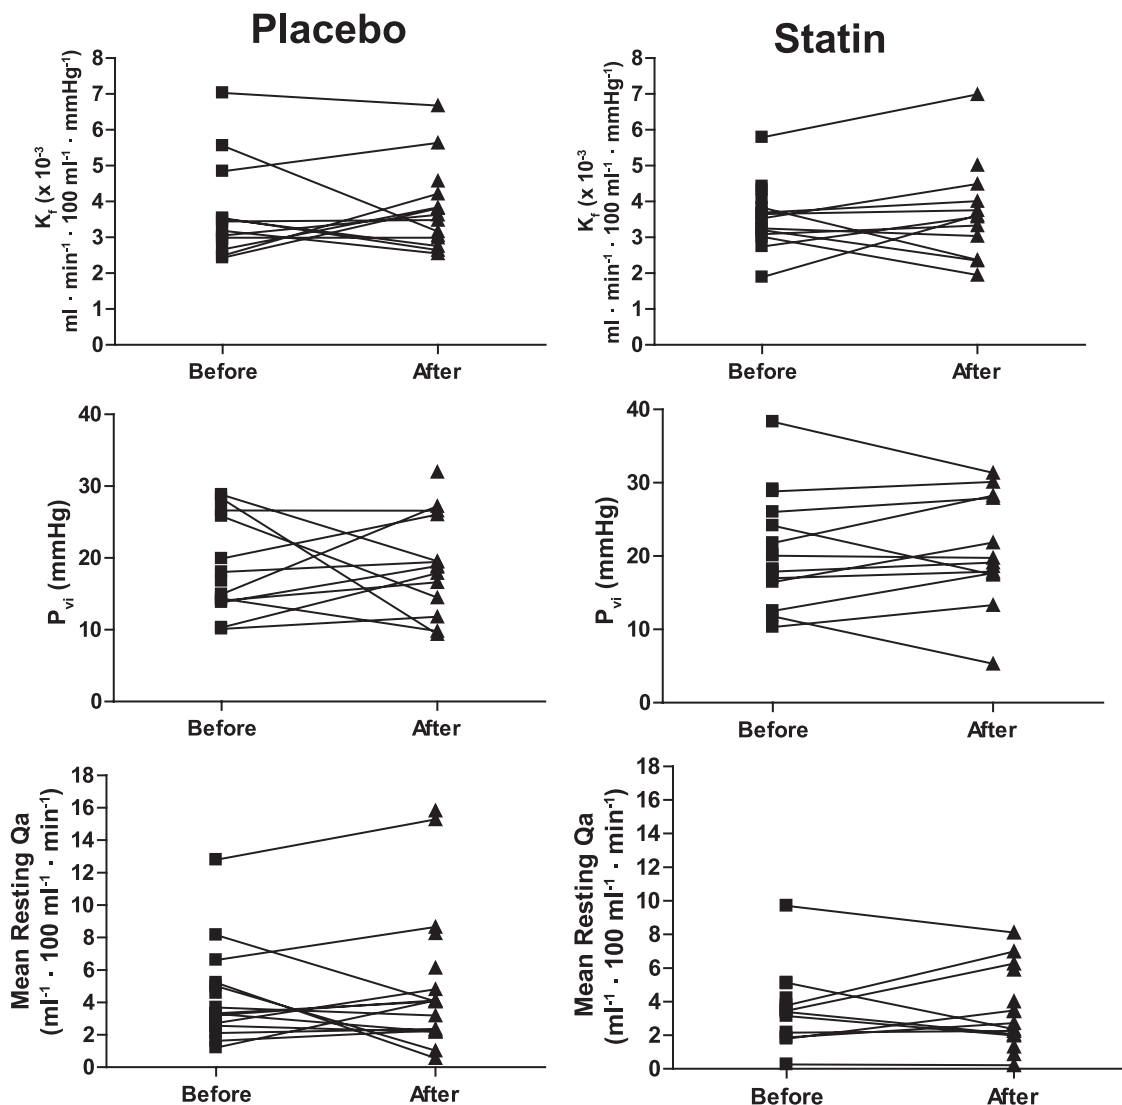 Placebo
Statin
K_f (x 10⁻³
ml · min⁻¹ · 100 ml⁻¹ · mmHg⁻¹)
8
7
6
5
4
3
2
1
0
Before
After
K_f (x 10⁻³
ml · min⁻¹ · 100 ml⁻¹ · mmHg⁻¹)
8
7
6
5
4
3
2
1
0
Before
After
P_vi (mmHg)
40
30
20
10
0
Before
After
P_vi (mmHg)
40
30
20
10
0
Before
After
Mean Resting Qa
(ml⁻¹ · 100 ml⁻¹ · min⁻¹)
18
16
14
12
10
8
6
4
2
0
Before
After
Mean Resting Qa
(ml⁻¹ · 100 ml⁻¹ · min⁻¹)
18
16
14
12
10
8
6
4
2
0
Before
After